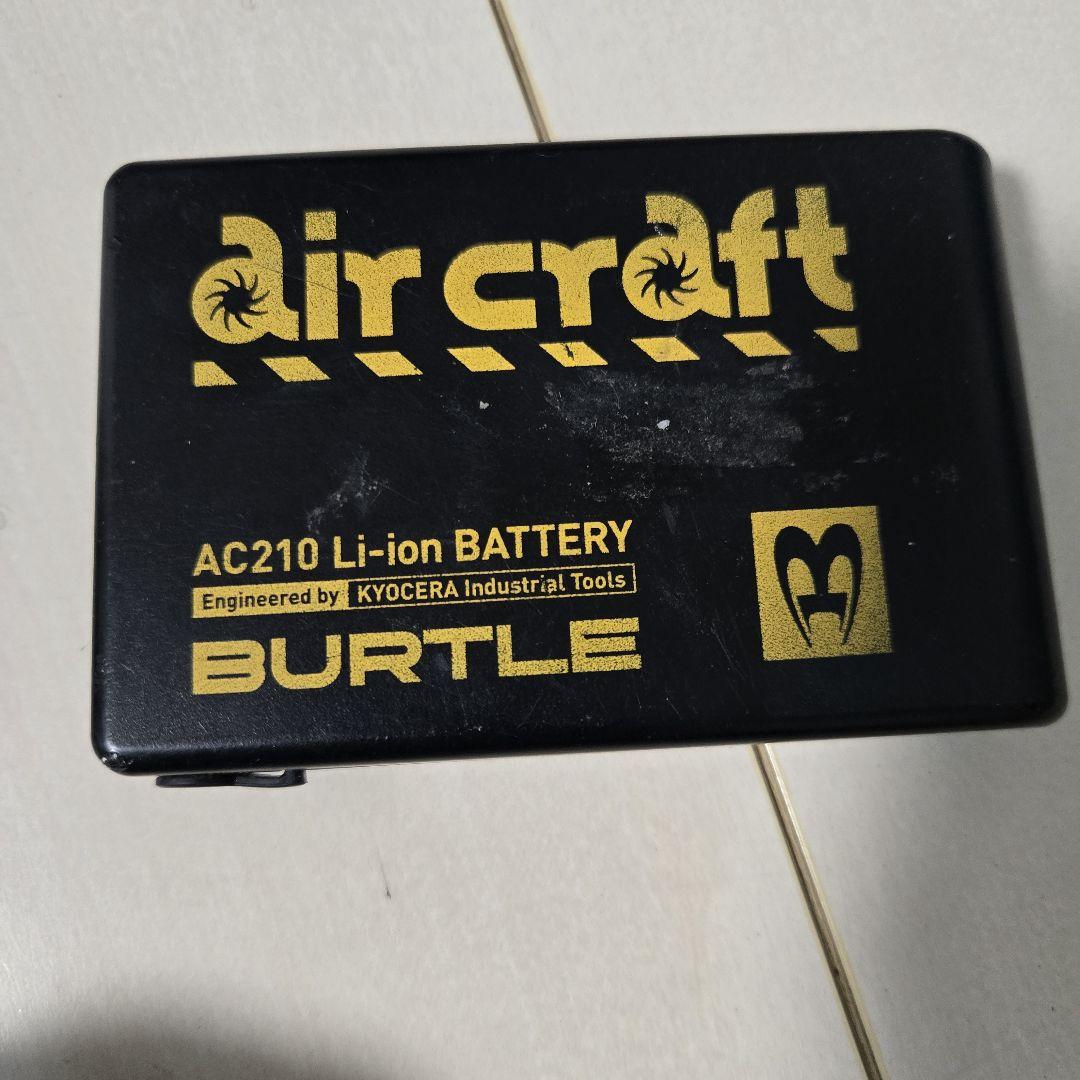 air craft
AC210 Li-ion BATTERY
Engineered by KYOCERA Industrial Tools
BURTLE